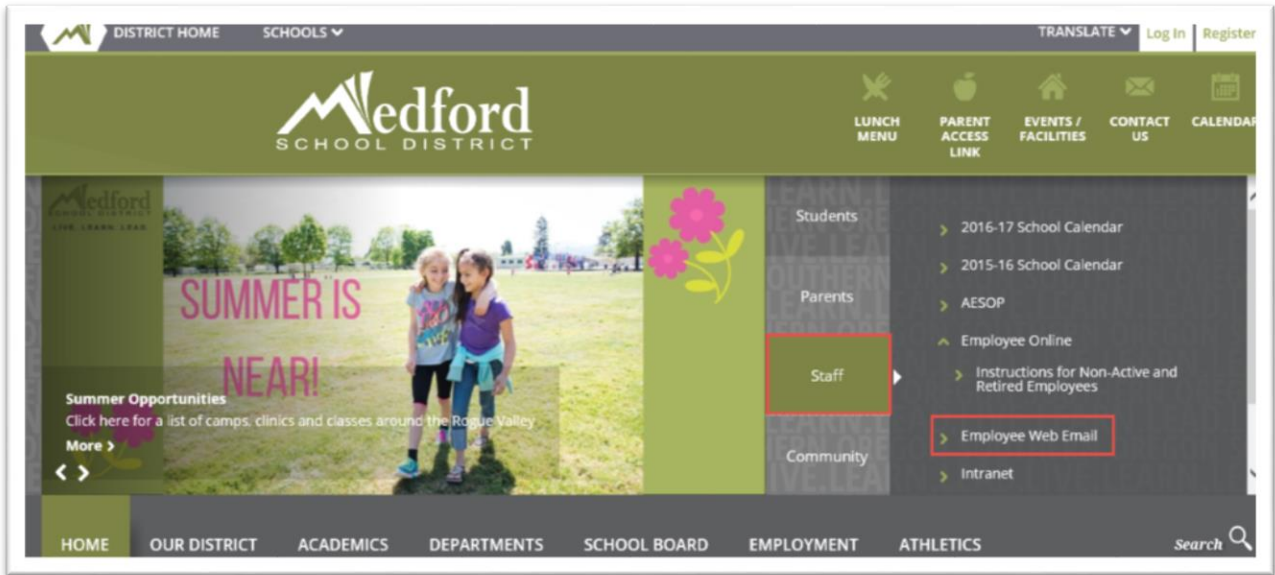 DISTRICT HOME SCHOOLS TRANSLATE Log In Register
Medford
SCHOOL DISTRICT
LUNCH
MENU
PARENT
ACCESS
LINK
EVENTS /
FACILITIES
CONTACT
US
CALENDAR
Medford
SCHOOL DISTRICT
LIVE. LEARN. LEAD.
SUMMER IS
NEAR!
Summer Opportunities
Click here for a list of camps, clinics and classes around the Rogue Valley
More >
Students
Parents
Staff
Community
2016-17 School Calendar
2015-16 School Calendar
AESOP
Employee Online
Instructions for Non-Active and
Retired Employees
Employee Web Email
Intranet
HOME OUR DISTRICT ACADEMICS DEPARTMENTS SCHOOL BOARD EMPLOYMENT ATHLETICS Search